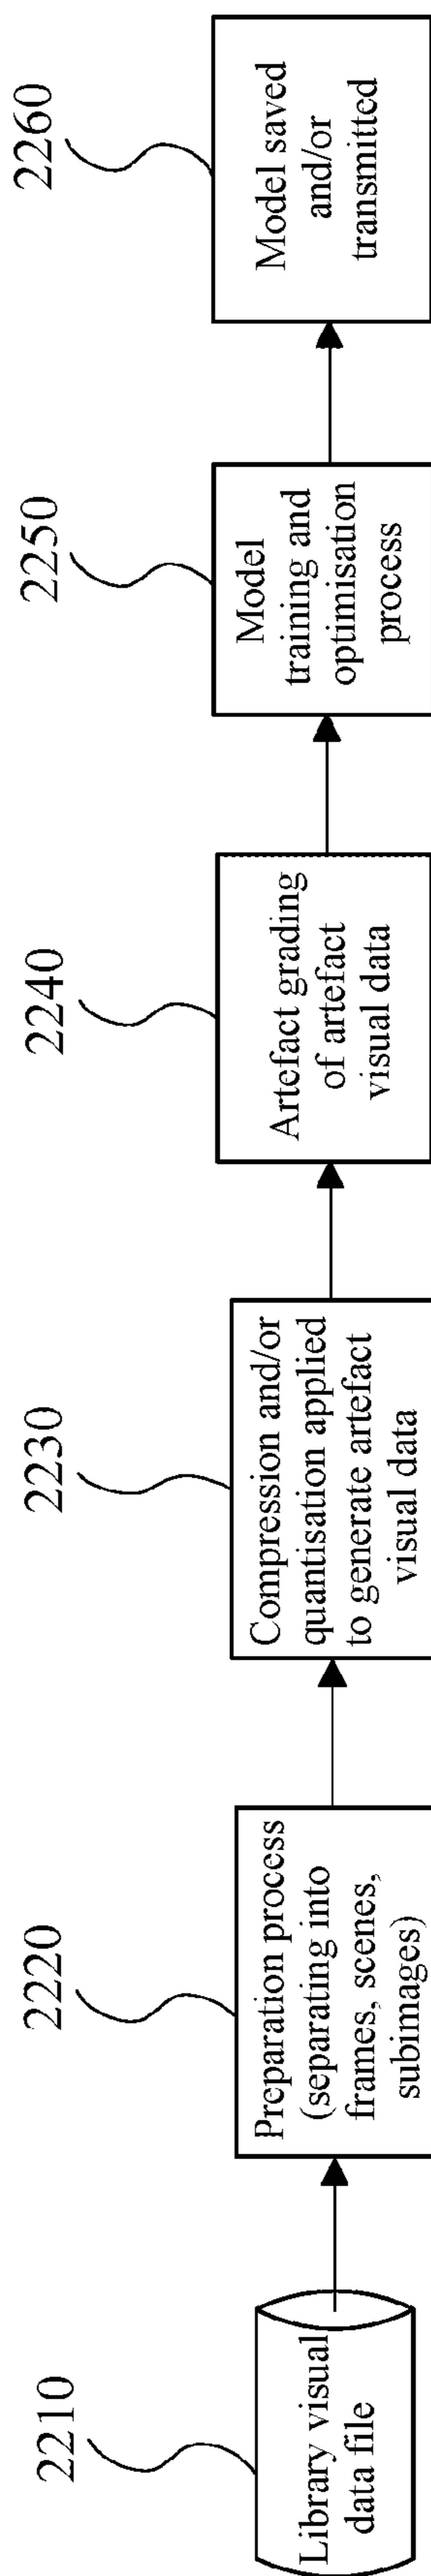 2210
Library visual
data file
2220
Preparation process
(separating into
frames, scenes,
subimages)
2230
Compression and/or
quantisation applied
to generate artefact
visual data
2240
Artefact grading
of artefact
visual data
2250
Model
training and
optimisation
process
2260
Model saved
and/or
transmitted